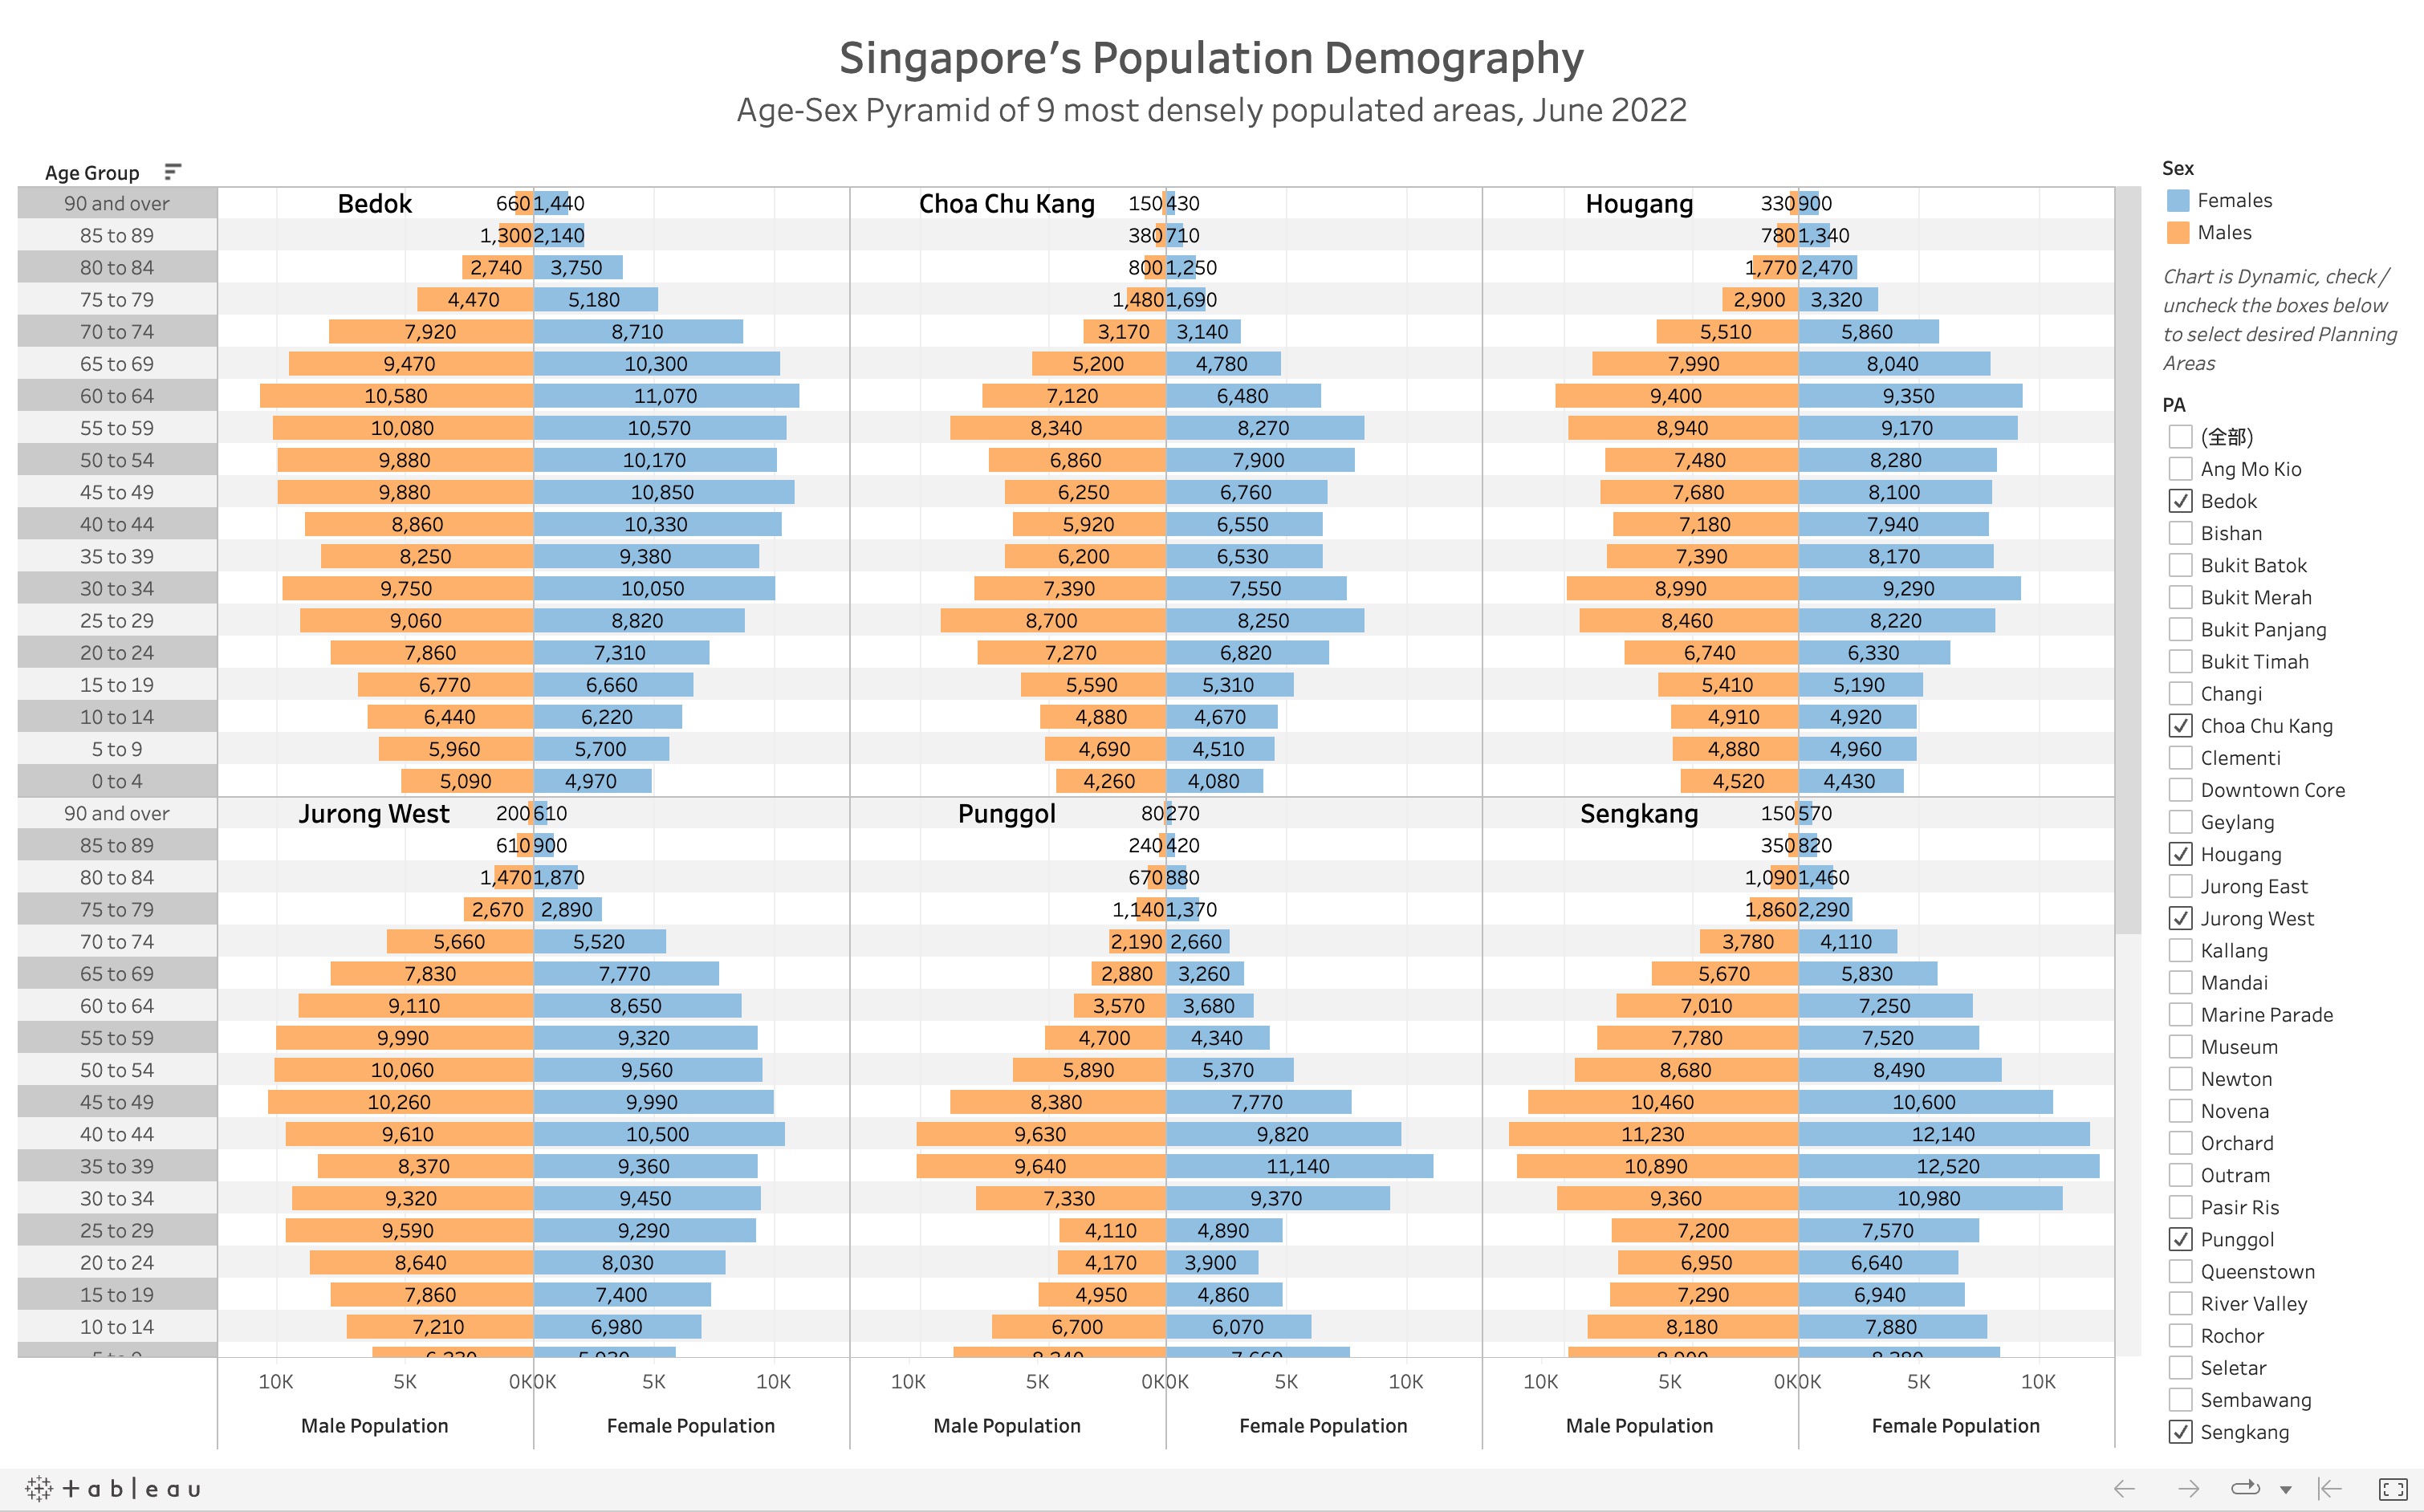 Singapore's Population Demography
Age-Sex Pyramid of 9 most densely populated areas, June 2022
Age Group
Bedok Choa Chu Kang Hougang
90 and over 660 1,440 150 430 330 900
85 to 89 1,300 2,140 380 710 780 1,340
80 to 84 2,740 3,750 800 1,250 1,770 2,470
75 to 79 4,470 5,180 1,480 1,690 2,900 3,320
70 to 74 7,920 8,710 3,170 3,140 5,510 5,860
65 to 69 9,470 10,300 5,200 4,780 7,990 8,040
60 to 64 10,580 11,070 7,120 6,480 9,400 9,350
55 to 59 10,080 10,570 8,340 8,270 8,940 9,170
50 to 54 9,880 10,170 6,860 7,900 7,480 8,280
45 to 49 9,880 10,850 6,250 6,760 7,680 8,100
40 to 44 8,860 10,330 5,920 6,550 7,180 7,940
35 to 39 8,250 9,380 6,200 6,530 7,390 8,170
30 to 34 9,750 10,050 7,390 7,550 8,990 9,290
25 to 29 9,060 8,820 8,700 8,250 8,460 8,220
20 to 24 7,860 7,310 7,270 6,820 6,740 6,330
15 to 19 6,770 6,660 5,590 5,310 5,410 5,190
10 to 14 6,440 6,220 4,880 4,670 4,910 4,920
5 to 9 5,960 5,700 4,690 4,510 4,880 4,960
0 to 4 5,090 4,970 4,260 4,080 4,520 4,430
Jurong West Punggol Sengkang
90 and over 200 610 80 270 150 570
85 to 89 610 900 240 420 350 820
80 to 84 1,470 1,870 670 880 1,090 1,460
75 to 79 2,670 2,890 1,140 1,370 1,860 2,290
70 to 74 5,660 5,520 2,190 2,660 3,780 4,110
65 to 69 7,830 7,770 2,880 3,260 5,670 5,830
60 to 64 9,110 8,650 3,570 3,680 7,010 7,250
55 to 59 9,990 9,320 4,700 4,340 7,780 7,520
50 to 54 10,060 9,560 5,890 5,370 8,680 8,490
45 to 49 10,260 9,990 8,380 7,770 10,460 10,600
40 to 44 9,610 10,500 9,630 9,820 11,230 12,140
35 to 39 8,370 9,360 9,640 11,140 10,890 12,520
30 to 34 9,320 9,450 7,330 9,370 9,360 10,980
25 to 29 9,590 9,290 4,110 4,890 7,200 7,570
20 to 24 8,640 8,030 4,170 3,900 6,950 6,640
15 to 19 7,860 7,400 4,950 4,860 7,290 6,940
10 to 14 7,210 6,980 6,700 6,070 8,180 7,880
10K 5K 0K 0K 5K 10K 10K 5K 0K 0K 5K 10K 10K 5K 0K 0K 5K 10K
Male Population Female Population Male Population Female Population Male Population Female Population
Sex
Females
Males
Chart is Dynamic, check/
uncheck the boxes below
to select desired Planning
Areas
PA
(全部)
Ang Mo Kio
Bedok
Bishan
Bukit Batok
Bukit Merah
Bukit Panjang
Bukit Timah
Changi
Choa Chu Kang
Clementi
Downtown Core
Geylang
Hougang
Jurong East
Jurong West
Kallang
Mandai
Marine Parade
Museum
Newton
Novena
Orchard
Outram
Pasir Ris
Punggol
Queenstown
River Valley
Rochor
Seletar
Sembawang
Sengkang
+ableau